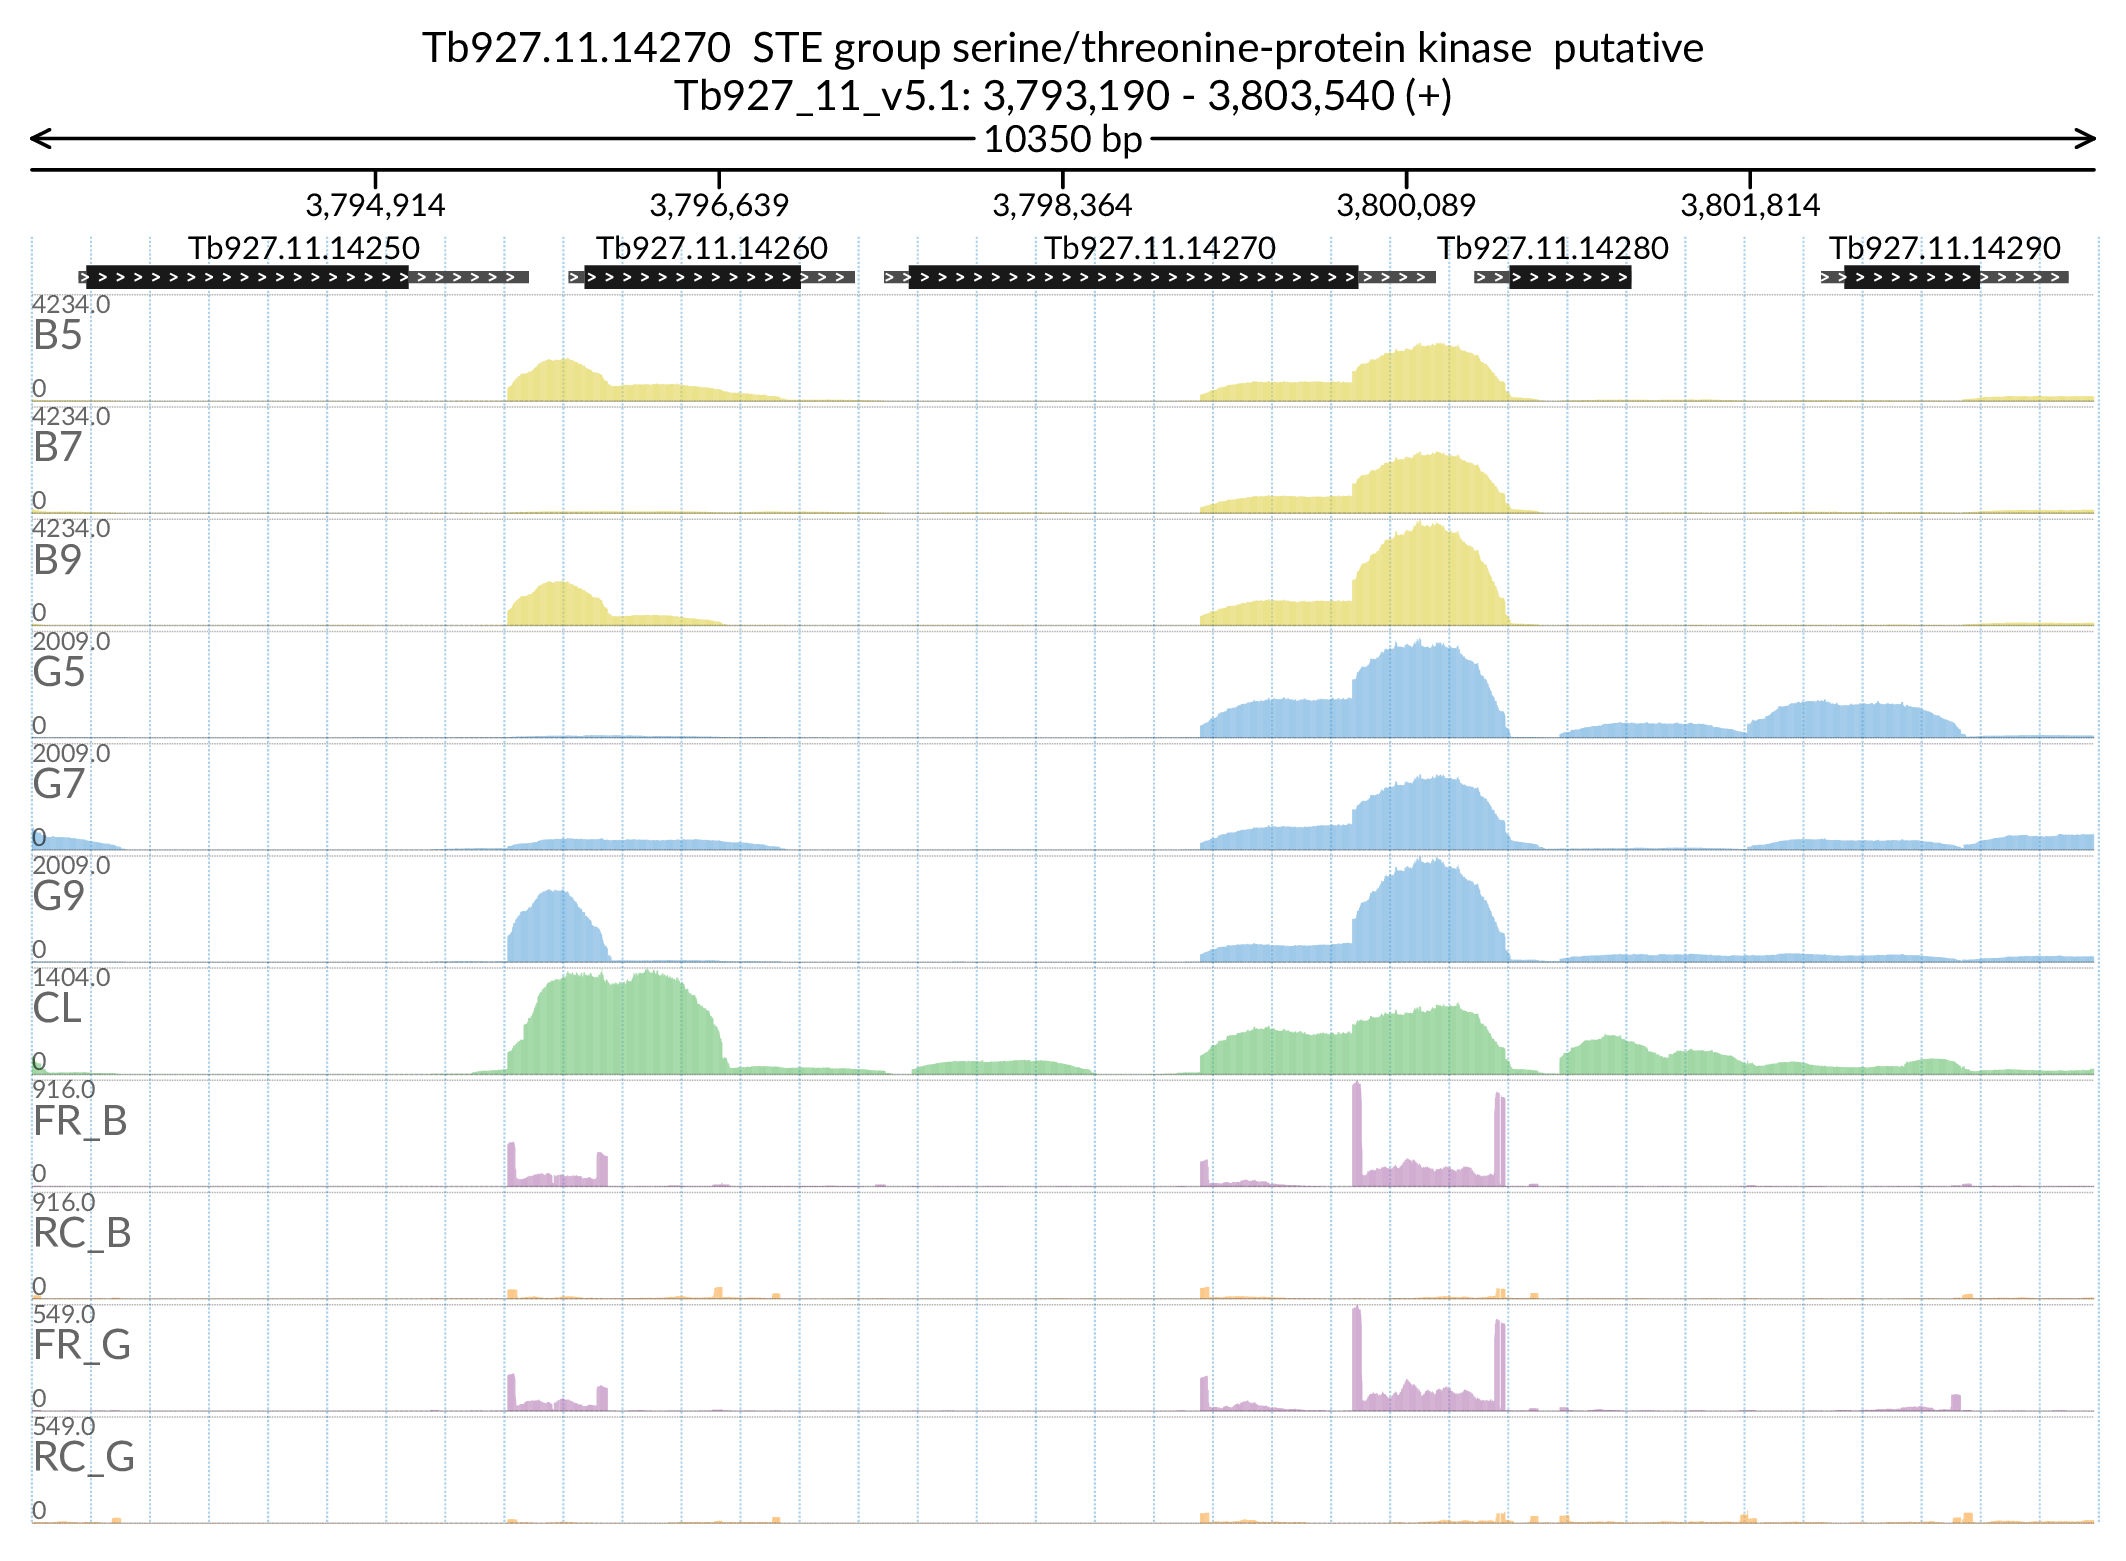 Tb927.11.14270  STE group serine/threonine-protein kinase  putative
Tb927_11_v5.1: 3,793,190 - 3,803,540 (+)
10350 bp
3,794,914 3,796,639 3,798,364 3,800,089 3,801,814
Tb927.11.14250 Tb927.11.14260 Tb927.11.14270 Tb927.11.14280 Tb927.11.14290
4234.0
B5
0
4234.0
B7
0
4234.0
B9
0
2009.0
G5
0
2009.0
G7
0
2009.0
G9
0
1404.0
CL
0
916.0
FR_B
0
916.0
RC_B
0
549.0
FR_G
0
549.0
RC_G
0